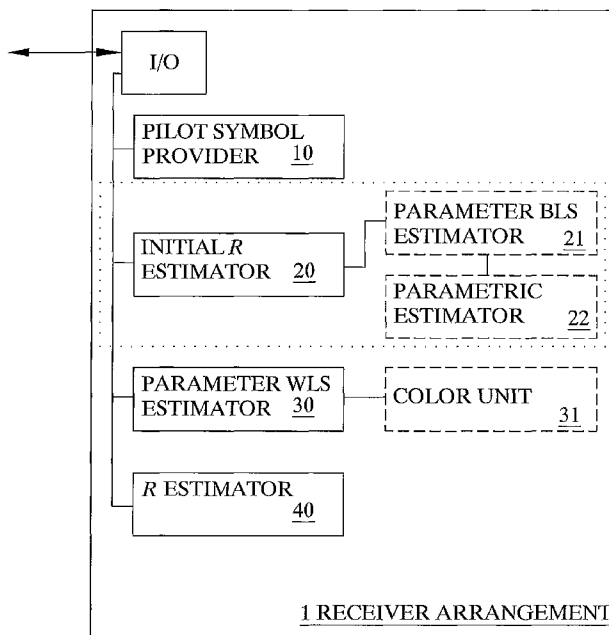 I/O
PILOT SYMBOL
PROVIDER 10
INITIAL R
ESTIMATOR 20
PARAMETER BLS
ESTIMATOR 21
PARAMETRIC
ESTIMATOR 22
PARAMETER WLS
ESTIMATOR 30
COLOR UNIT
31
R ESTIMATOR
40
1 RECEIVER ARRANGEMENT